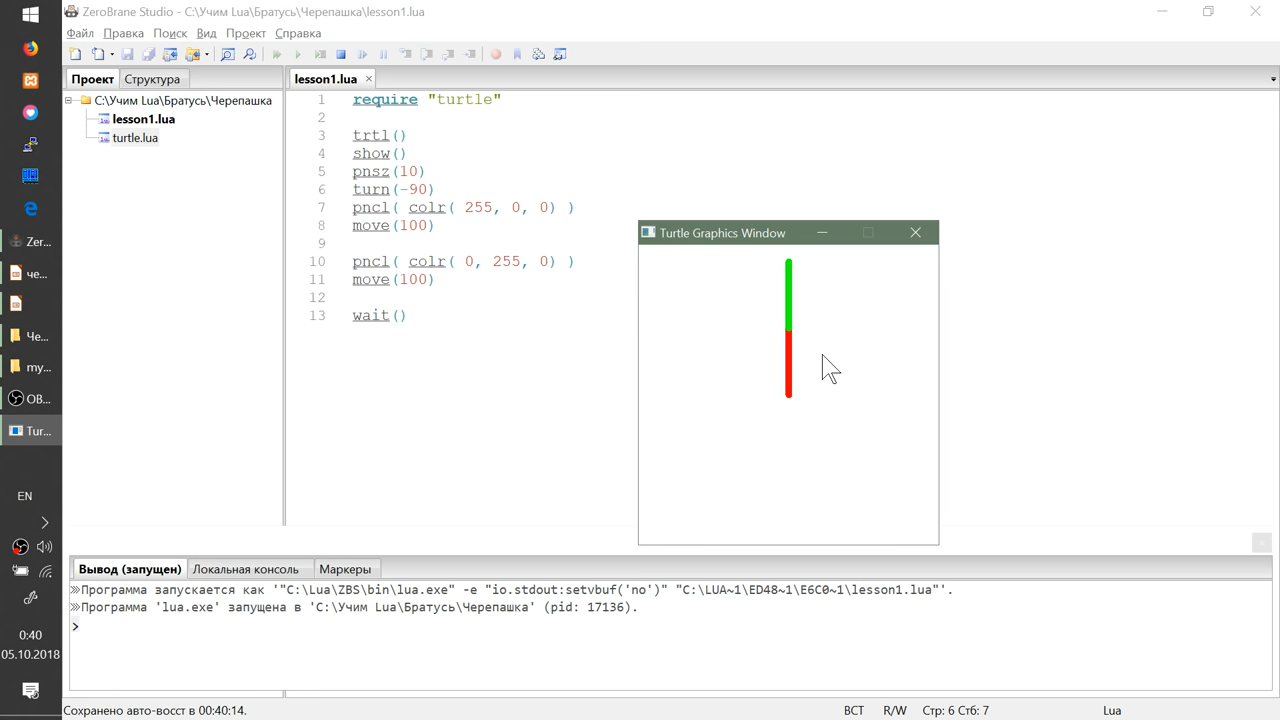 ZeroBrane Studio - C:\Учим Lua\Братусь\Черепашка\lesson1.lua
Файл Правка Поиск Вид Проект Справка
Проект Структура
lesson1.lua
C:\Учим Lua\Братусь\Черепашка
lesson1.lua
turtle.lua
1 require "turtle"
2
3 trtl()
4 show()
5 pnsz(10)
6 turn(-90)
7 pncl( colr( 255, 0, 0) )
8 move(100)
9
10 pncl( colr( 0, 255, 0) )
11 move(100)
12
13 wait()
Turtle Graphics Window
Zer...
че...
Че...
my...
OB...
Tur...
EN
0:40
05.10.2018
Вывод (запущен) Локальная консоль Маркеры
Программа запускается как '"C:\Lua\ZBS\bin\lua.exe" -e "io.stdout:setvbuf('no')" "C:\LUA~1\ED48~1\E6C0~1\lesson1.lua"'.
Программа 'lua.exe' запущена в 'C:\Учим Lua\Братусь\Черепашка' (pid: 17136).
>
Сохранено авто-восст в 00:40:14. ВСТ R/W Стр: 6 Стб: 7 Lua